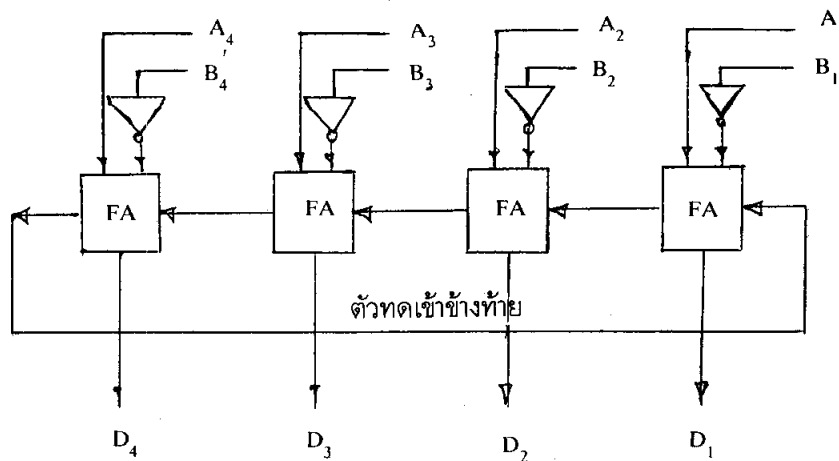 A4 A3 A2 A
B4 B3 B2 B1
FA FA FA FA
ตัวทดเข้าข้างท้าย
D4 D3 D2 D1